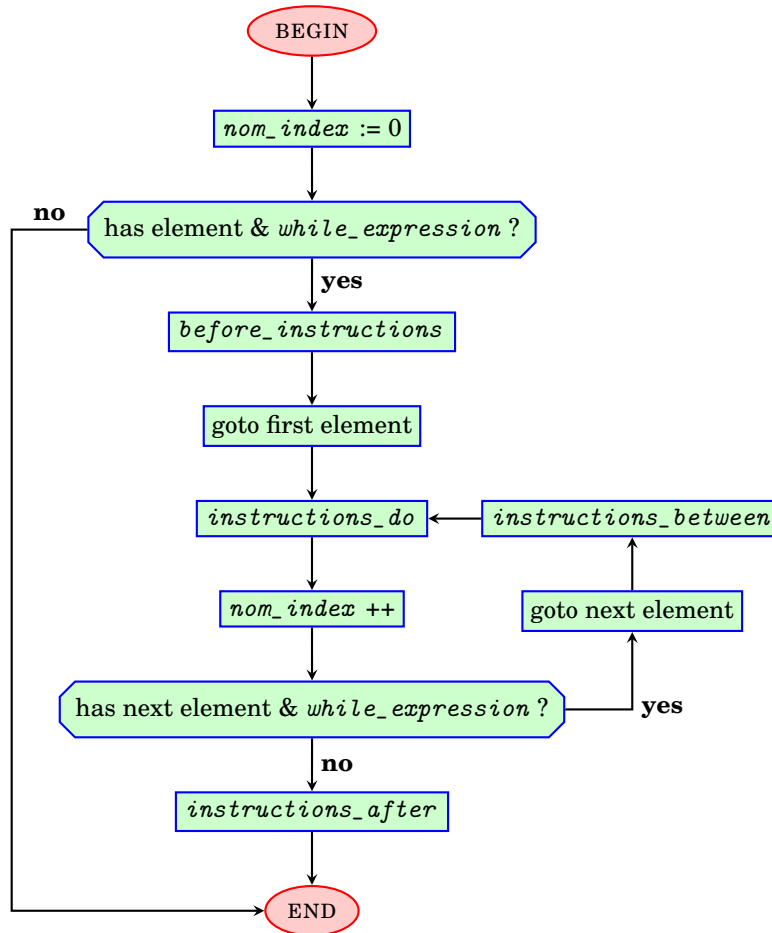 BEGIN
nom_index := 0
no
has element & while_expression ?
yes
before_instructions
goto first element
instructions_do
instructions_between
nom_index ++
goto next element
has next element & while_expression ?
yes
no
instructions_after
END